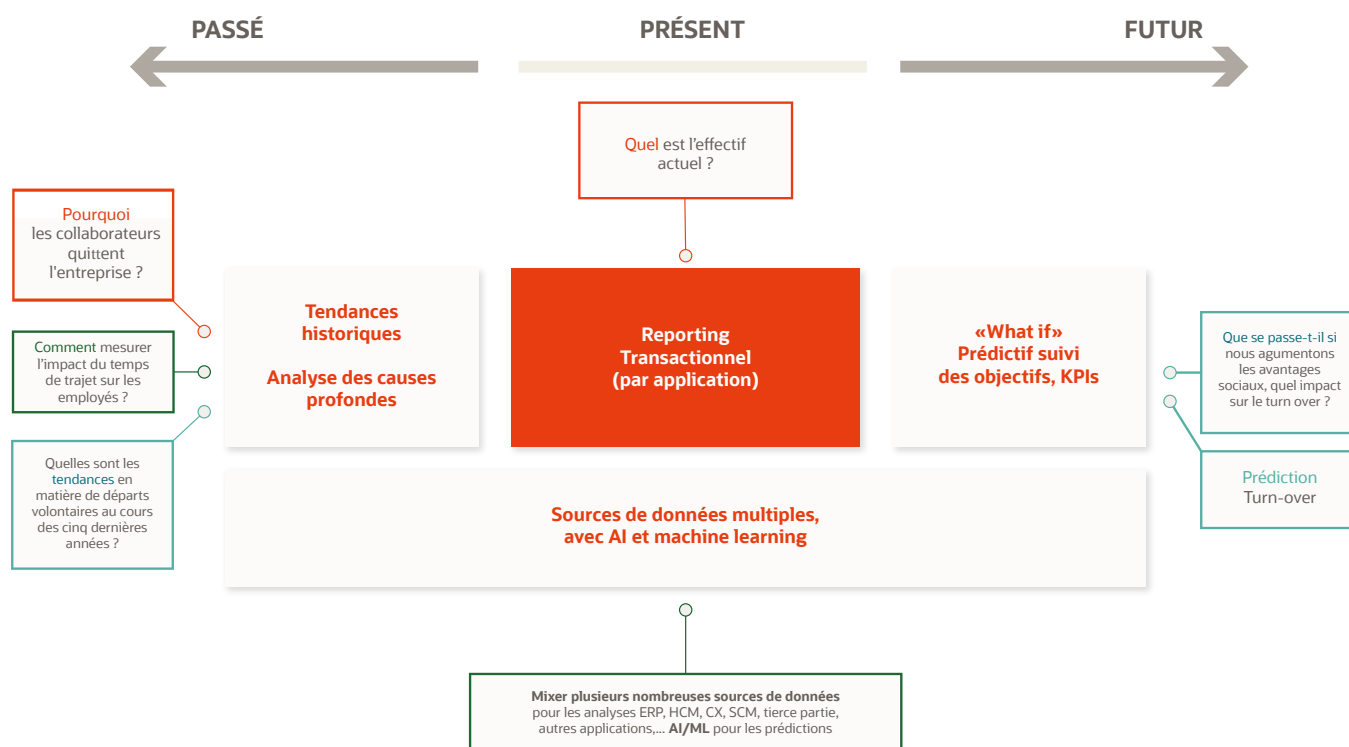 PASSÉ
PRÉSENT
FUTUR
Quel est l'effectif
actuel ?
Pourquoi
les collaborateurs
quittent
l'entreprise ?
Comment mesurer
l'impact du temps
de trajet sur les
employés ?
Quelles sont les
tendances en
matière de départs
volontaires au cours
des cinq dernières
années ?
Tendances
historiques
Analyse des causes
profondes
Reporting
Transactionnel
(par application)
«What if»
Prédictif suivi
des objectifs, KPIs
Que se passe-t-il si
nous agumentons
les avantages
sociaux, quel impact
sur le turn over ?
Prédiction
Turn-over
Sources de données multiples,
avec AI et machine learning
Mixer plusieurs nombreuses sources de données
pour les analyses ERP, HCM, CX, SCM, tierce partie,
autres applications,... AI/ML pour les prédictions